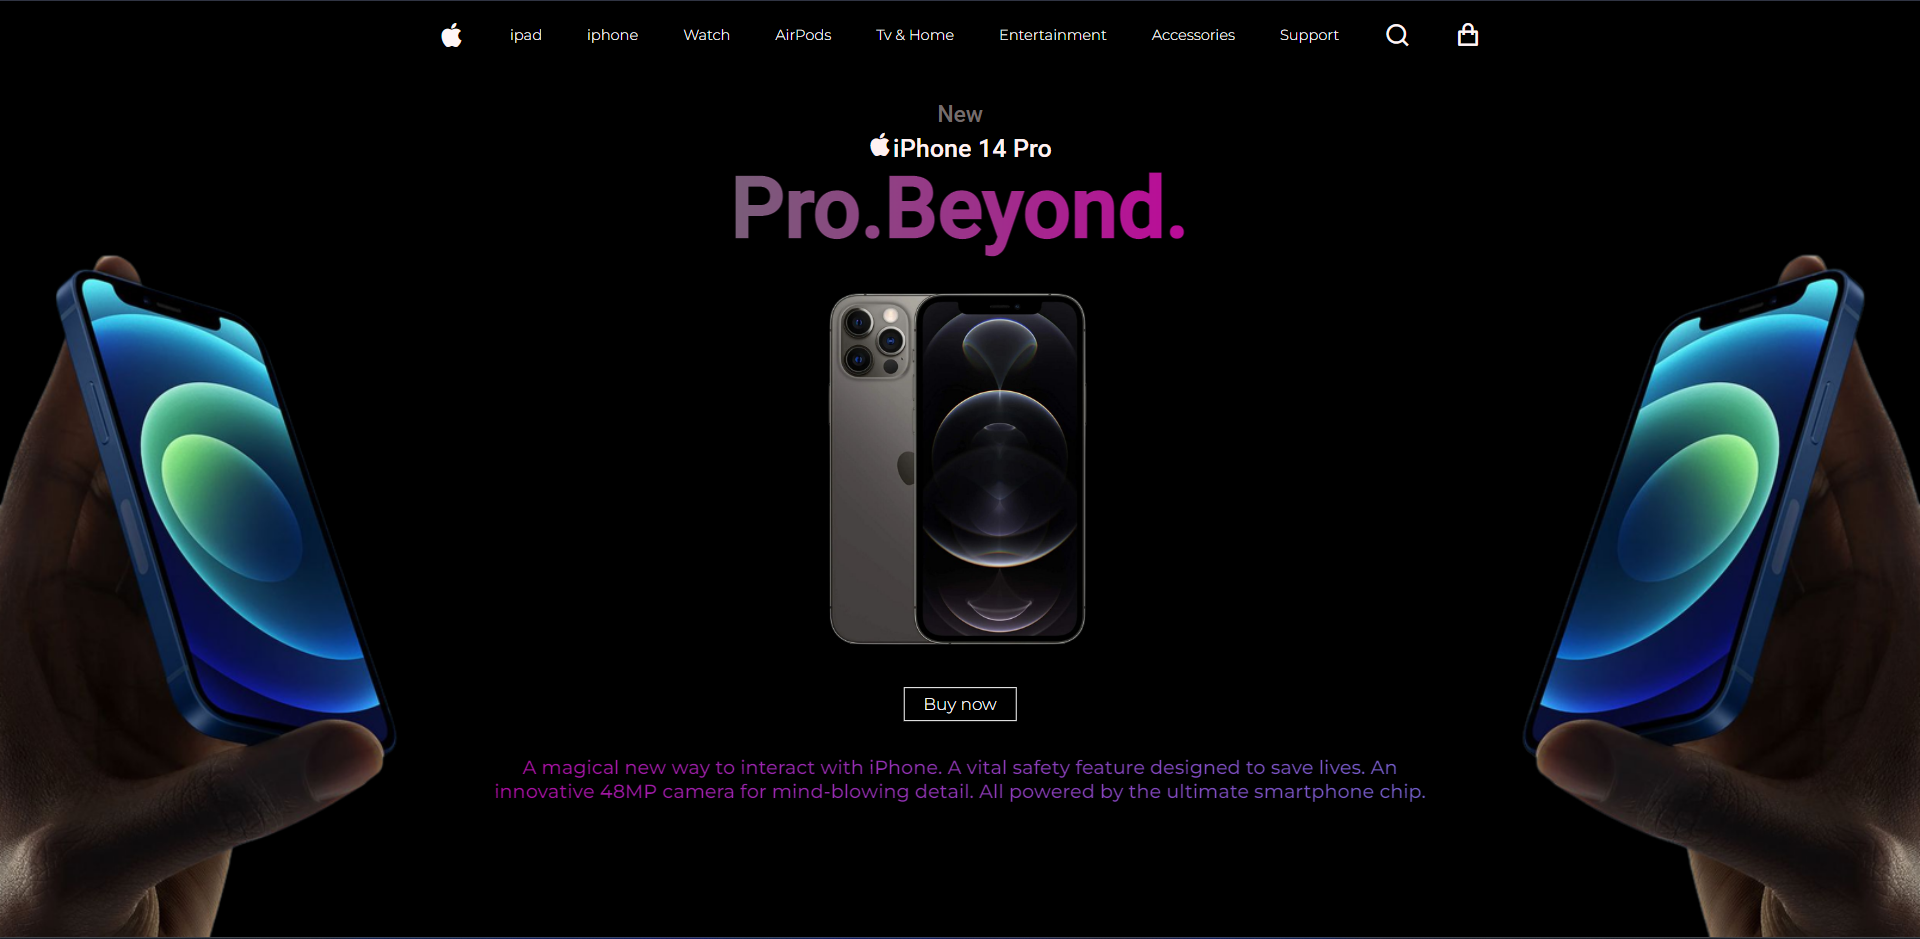 ipad iphone Watch AirPods Tv & Home Entertainment Accessories Support
New
iPhone 14 Pro
Pro.Beyond.
Buy now
A magical new way to interact with iPhone. A vital safety feature designed to save lives. An
innovative 48MP camera for mind-blowing detail. All powered by the ultimate smartphone chip.